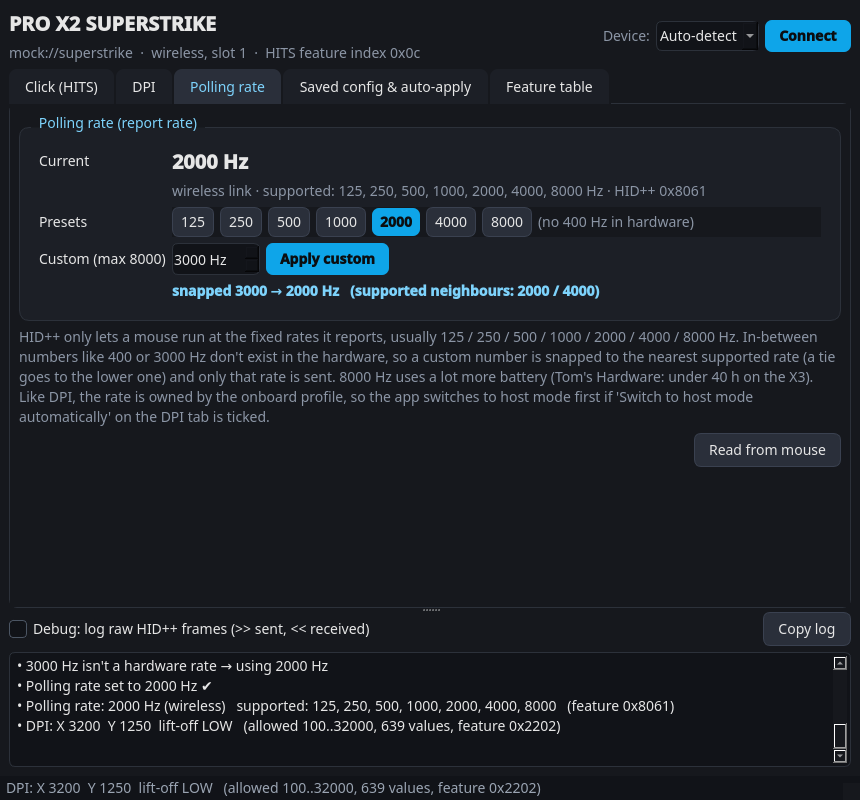 PRO X2 SUPERSTRIKE
mock://superstrike · wireless, slot 1 · HITS feature index 0x0c
Device: Auto-detect Connect
Click (HITS) DPI Polling rate Saved config & auto-apply Feature table
Polling rate (report rate)
Current 2000 Hz
wireless link · supported: 125, 250, 500, 1000, 2000, 4000, 8000 Hz · HID++ 0x8061
Presets 125 250 500 1000 2000 4000 8000 (no 400 Hz in hardware)
Custom (max 8000) 3000 Hz Apply custom
snapped 3000 → 2000 Hz (supported neighbours: 2000 / 4000)
HID++ only lets a mouse run at the fixed rates it reports, usually 125 / 250 / 500 / 1000 / 2000 / 4000 / 8000 Hz. In-between
numbers like 400 or 3000 Hz don't exist in the hardware, so a custom number is snapped to the nearest supported rate (a tie
goes to the lower one) and only that rate is sent. 8000 Hz uses a lot more battery (Tom's Hardware: under 40 h on the X3).
Like DPI, the rate is owned by the onboard profile, so the app switches to host mode first if 'Switch to host mode
automatically' on the DPI tab is ticked.
Read from mouse
Debug: log raw HID++ frames (>> sent, << received) Copy log
• 3000 Hz isn't a hardware rate → using 2000 Hz
• Polling rate set to 2000 Hz ✔
• Polling rate: 2000 Hz (wireless) supported: 125, 250, 500, 1000, 2000, 4000, 8000 (feature 0x8061)
• DPI: X 3200 Y 1250 lift-off LOW (allowed 100..32000, 639 values, feature 0x2202)
DPI: X 3200 Y 1250 lift-off LOW (allowed 100..32000, 639 values, feature 0x2202)